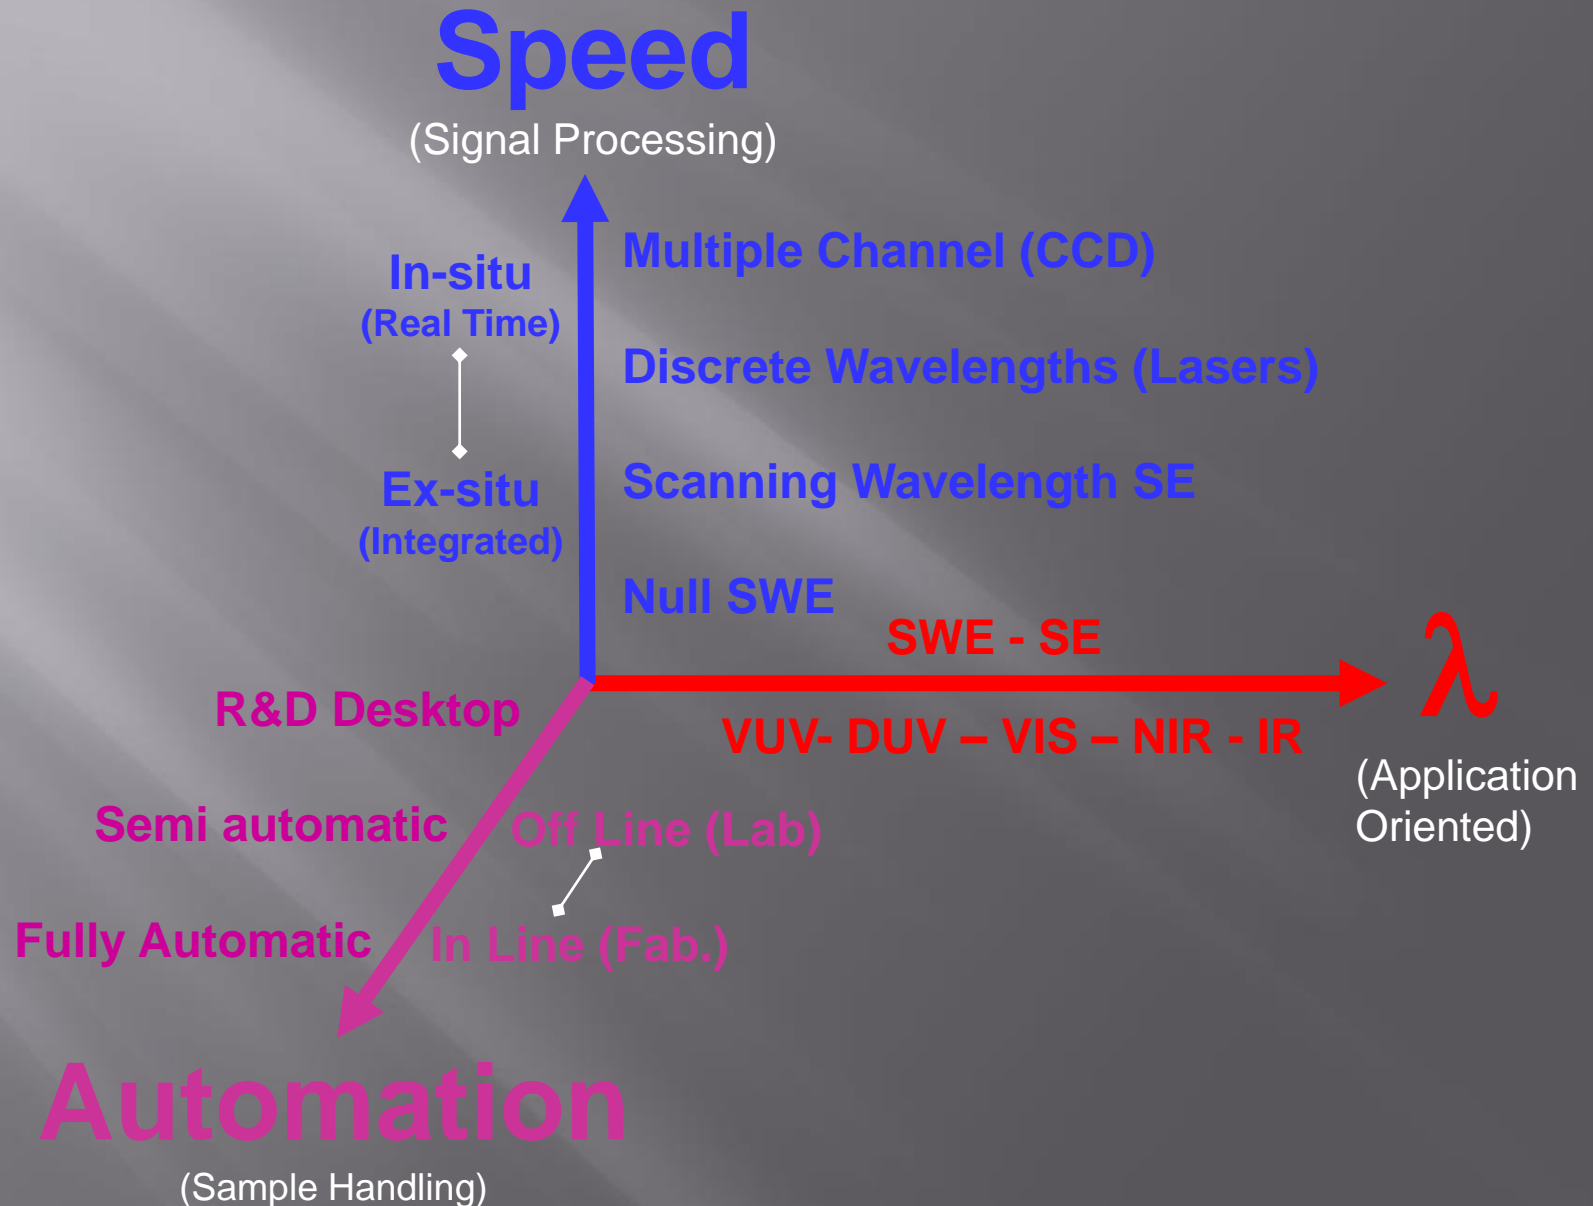 Speed
(Signal Processing)
Multiple Channel (CCD)
In-situ
(Real Time)
Discrete Wavelengths (Lasers)
Scanning Wavelength SE
Ex-situ
(Integrated)
Null SWE
SWE - SE
λ
VUV- DUV – VIS – NIR - IR
(Application
Oriented)
R&D Desktop
Semi automatic
Off Line (Lab)
Fully Automatic
In Line (Fab.)
Automation
(Sample Handling)